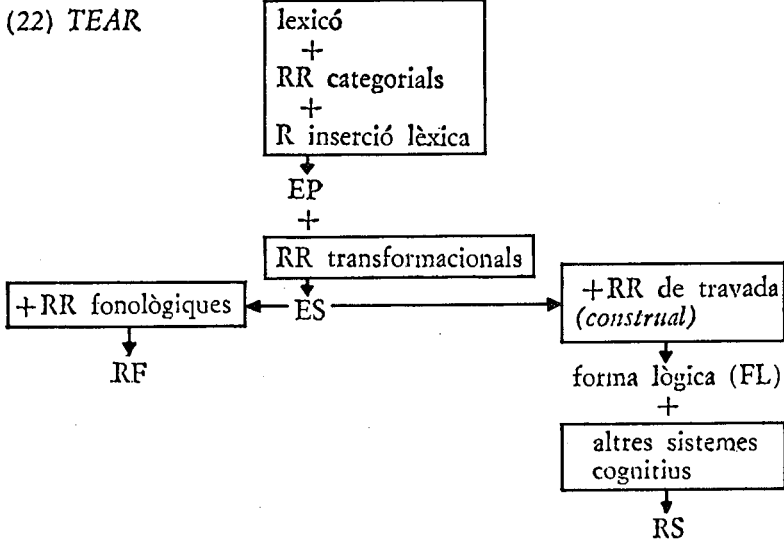 (22) TEAR
lexicó
+
RR categorials
+
R inserció lèxica
EP
+
RR transformacionals
+RR fonològiques
ES
+RR de travada
(construal)
RF
forma lògica (FL)
+
altres sistemes
cognitius
RS